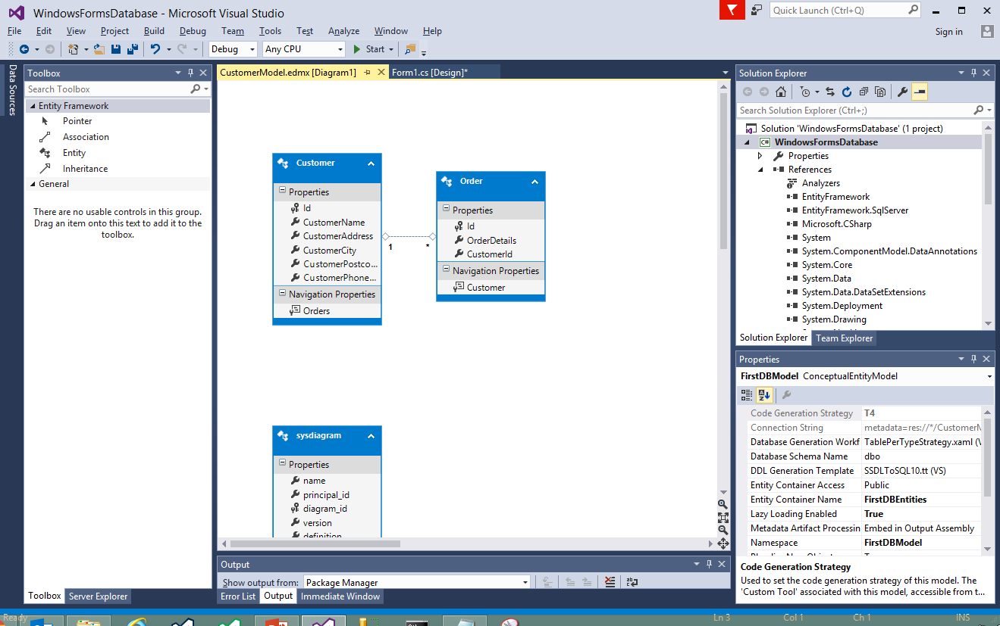 WindowsFormsDatabase - Microsoft Visual Studio
Quick Launch (Ctrl+Q)
File Edit View Project Build Debug Team Tools Test Analyze Window Help
Sign in
Debug Any CPU Start
Data Sources
Toolbox
Search Toolbox
Entity Framework
Pointer
Association
Entity
Inheritance
General
There are no usable controls in this group.
Drag an item onto this text to add it to the
toolbox.
Toolbox Server Explorer
CustomerModel.edmx [Diagram1] Form1.cs [Design]*
Customer
Properties
Id
CustomerName
CustomerAddress
CustomerCity
CustomerPostco...
CustomerPhone...
Navigation Properties
Orders
1 *
Order
Properties
Id
OrderDetails
CustomerId
Navigation Properties
Customer
sysdiagram
Properties
name
principal_id
diagram_id
version
definition
Output
Show output from: Package Manager
Error List Output Immediate Window
Solution Explorer
Search Solution Explorer (Ctrl+;)
Solution 'WindowsFormsDatabase' (1 project)
C# WindowsFormsDatabase
Properties
References
Analyzers
EntityFramework
EntityFramework.SqlServer
Microsoft.CSharp
System
System.ComponentModel.DataAnnotations
System.Core
System.Data
System.Data.DataSetExtensions
System.Deployment
System.Drawing
Solution Explorer Team Explorer
Properties
FirstDBModel ConceptualEntityModel
Code Generation Strategy T4
Connection String metadata=res://*/CustomerM
Database Generation Workf TablePerTypeStrategy.xaml (V
Database Schema Name dbo
DDL Generation Template SSDLToSQL10.tt (VS)
Entity Container Access Public
Entity Container Name FirstDBEntities
Lazy Loading Enabled True
Metadata Artifact Processin Embed in Output Assembly
Namespace FirstDBModel
Code Generation Strategy
Used to set the code generation strategy of this model. The
'Custom Tool' associated with this model, accessible from t...
Ready Ln 3 Col 1 Ch 1 INS